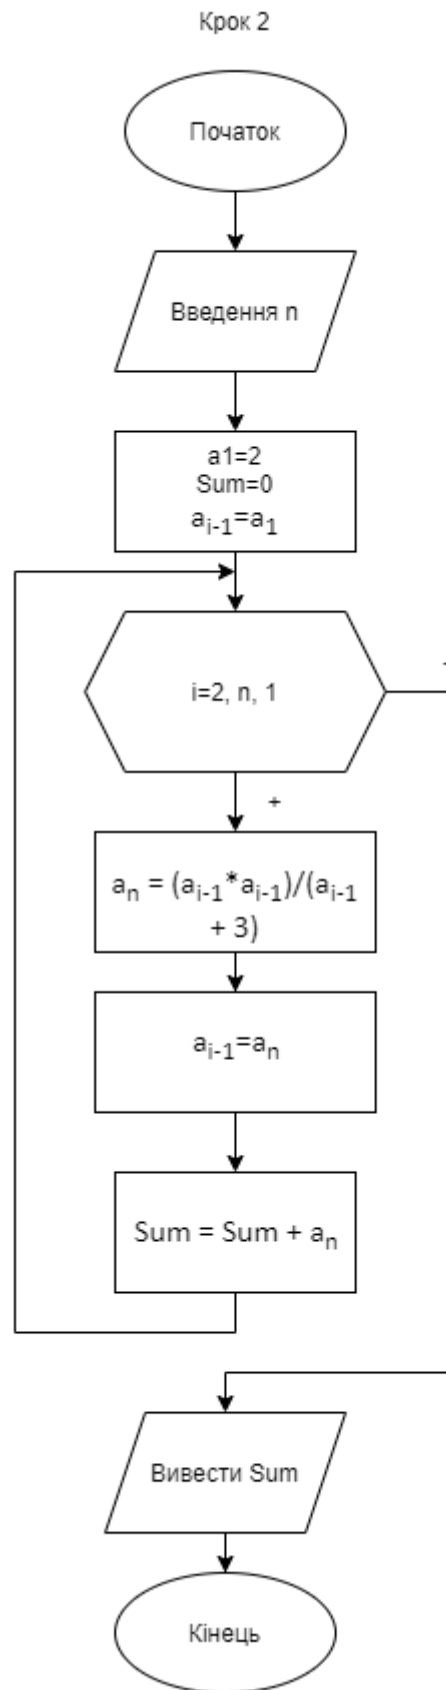 Крок 2
Початок
Введення n
a1=2
Sum=0
aᵢ₋₁=a₁
i=2, n, 1
+
aₙ = (aᵢ₋₁*aᵢ₋₁)/(aᵢ₋₁
+ 3)
aᵢ₋₁=aₙ
Sum = Sum + aₙ
Вивести Sum
Кінець